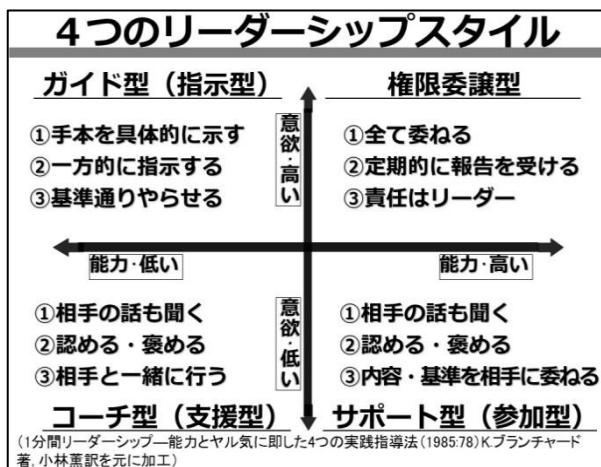 ４つのリーダーシップスタイル
ガイド型（指示型）
①手本を具体的に示す
②一方的に指示する
③基準通りやらせる
意欲・高い
権限委譲型
①全て委ねる
②定期的に報告を受ける
③責任はリーダー
能力・低い
能力・高い
①相手の話も聞く
②認める・褒める
③相手と一緒に行う
コーチ型（支援型）
意欲・低い
①相手の話も聞く
②認める・褒める
③内容・基準を相手に委ねる
サポート型（参加型）
(1分間リーダーシップ―能力とヤル気に即した4つの実践指導法(1985:78)K.ブランチャード
著, 小林薫訳を元に加工)